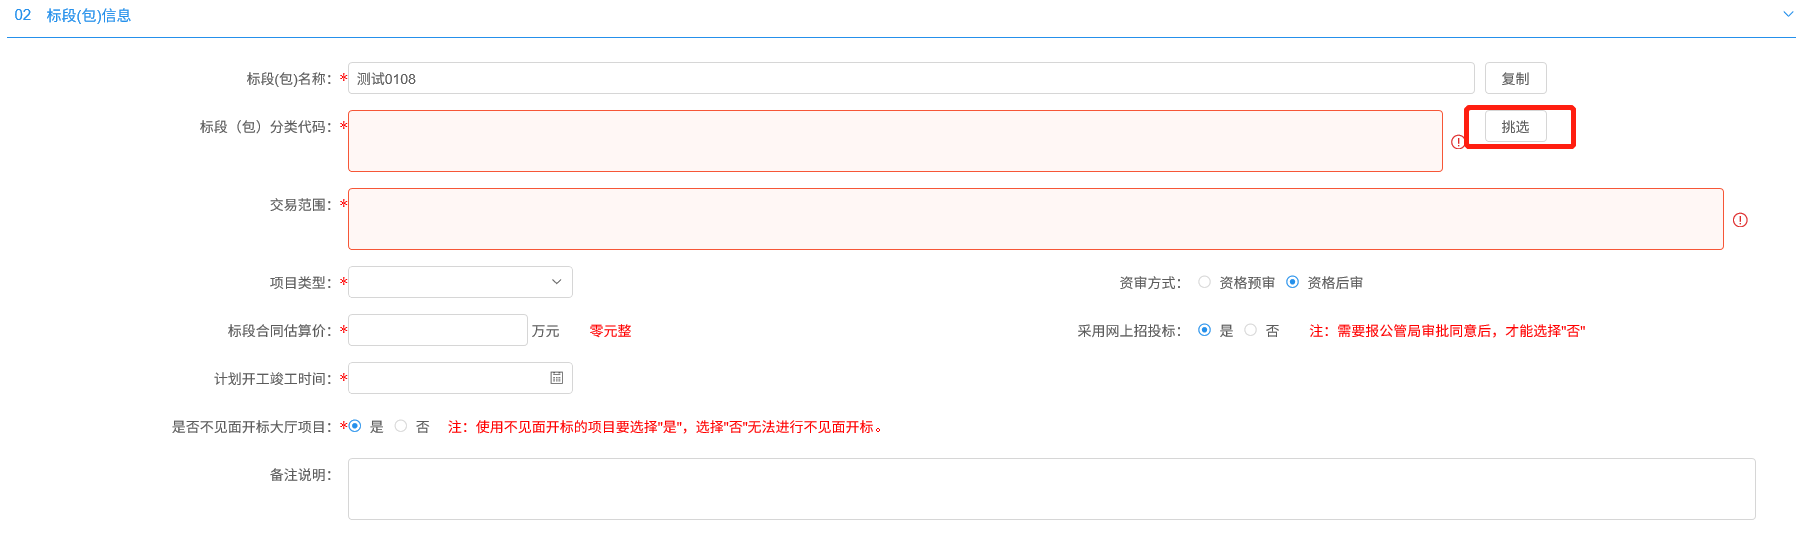 02 标段(包)信息
标段(包)名称：*测试0108 复制
标段（包）分类代码：* 挑选
交易范围：*
项目类型：* 资审方式： 资格预审 资格后审
标段合同估算价：* 万元 零元整 采用网上招投标： 是 否 注：需要报公管局审批同意后，才能选择"否"
计划开工竣工时间：*
是否不见面开标大厅项目：* 是 否 注：使用不见面开标的项目要选择"是"，选择"否"无法进行不见面开标。
备注说明：